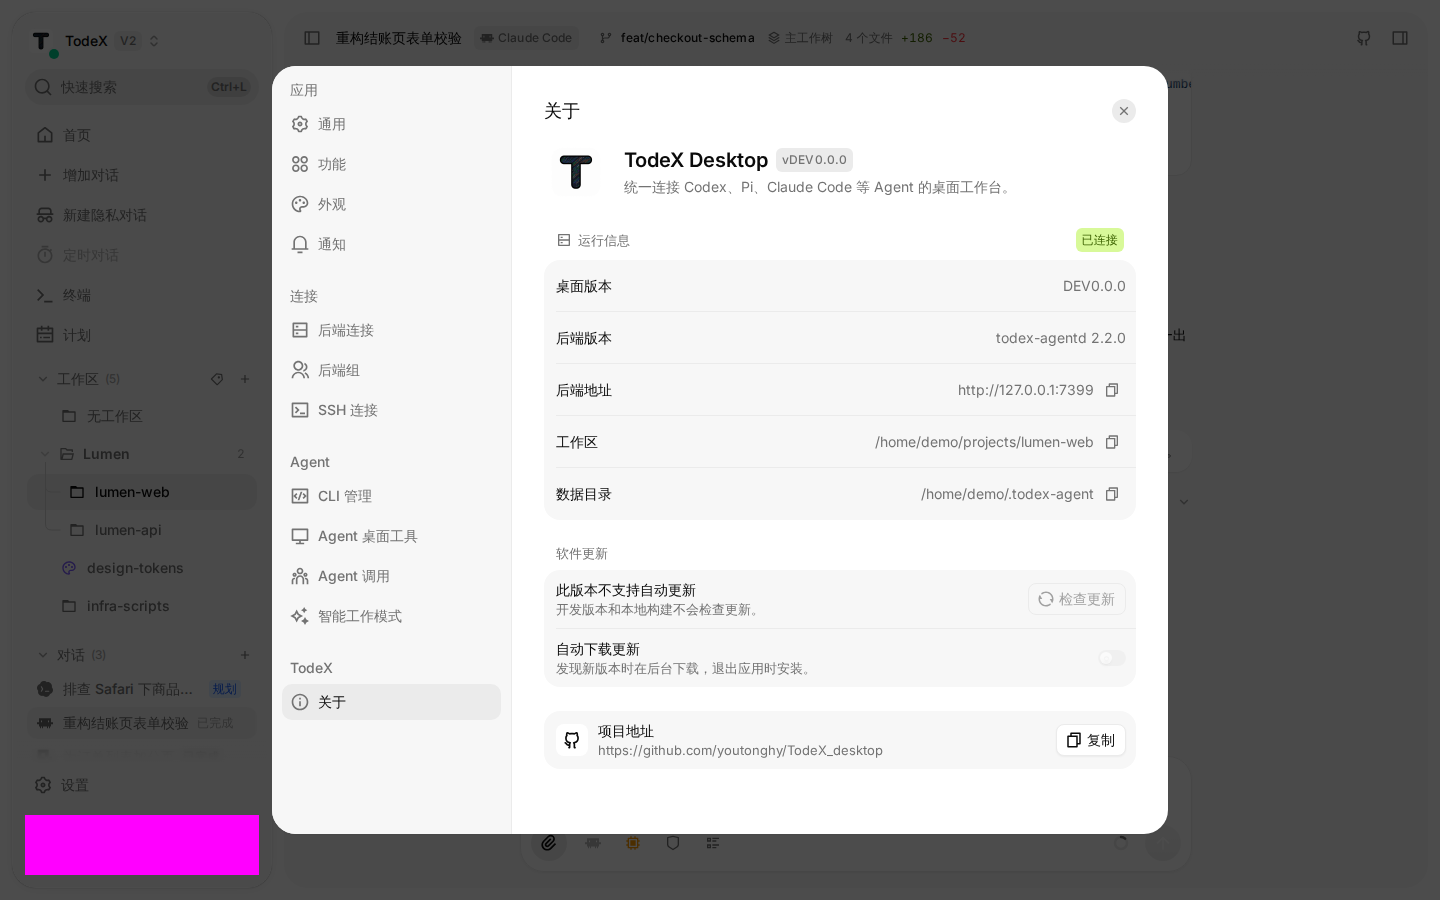 TodeX V2
快速搜索 Ctrl+L
首页
增加对话
新建隐私对话
定时对话
终端
计划
工作区 (5)
无工作区
Lumen 2
lumen-web
lumen-api
design-tokens
infra-scripts
对话 (3)
排查 Safari 下商品... 规划
重构结账页表单校验 已完成
设置
重构结账页表单校验 Claude Code feat/checkout-schema 主工作树 4 个文件 +186 −52
应用
通用
功能
外观
通知
连接
后端连接
后端组
SSH 连接
Agent
CLI 管理
Agent 桌面工具
Agent 调用
智能工作模式
TodeX
关于
关于
TodeX Desktop vDEV0.0.0
统一连接 Codex、Pi、Claude Code 等 Agent 的桌面工作台。
运行信息 已连接
桌面版本 DEV0.0.0
后端版本 todex-agentd 2.2.0
后端地址 http://127.0.0.1:7399
工作区 /home/demo/projects/lumen-web
数据目录 /home/demo/.todex-agent
软件更新
此版本不支持自动更新
开发版本和本地构建不会检查更新。
检查更新
自动下载更新
发现新版本时在后台下载，退出应用时安装。
项目地址
https://github.com/youtonghy/TodeX_desktop
复制
出